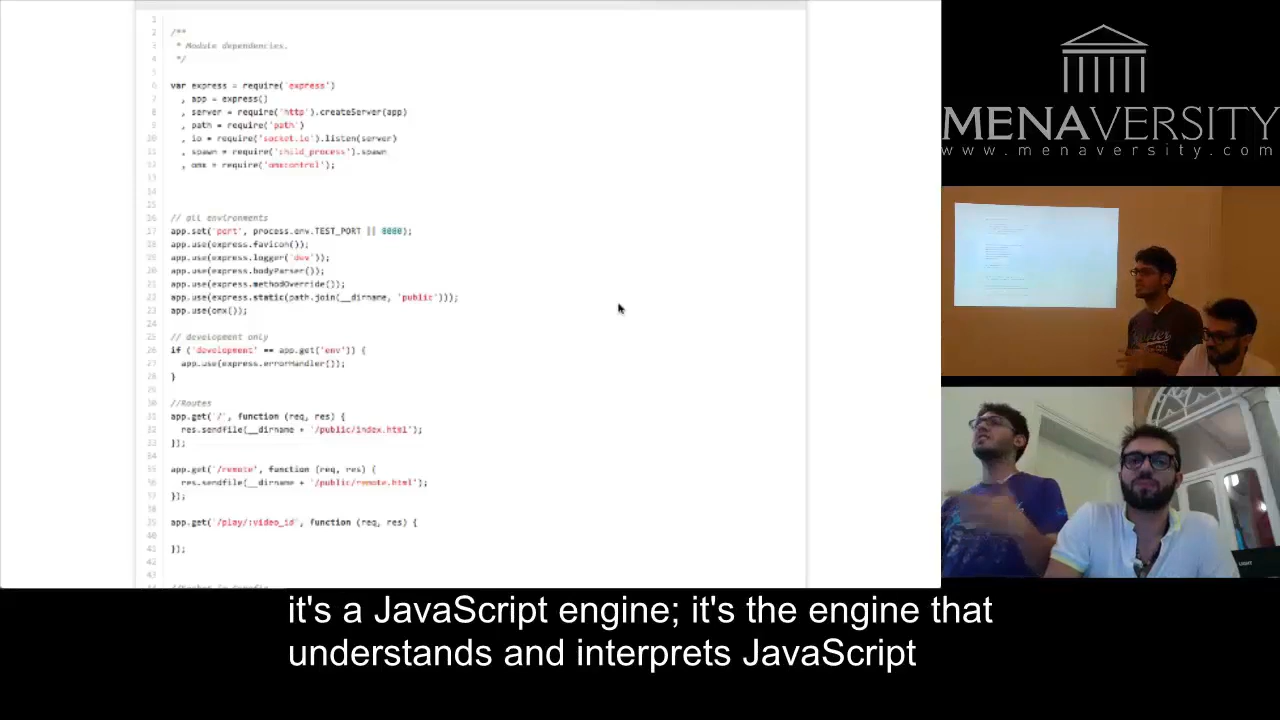 /**
* Module dependencies.
*/
var express = require('express')
, app = express()
, server = require('http').createServer(app)
, path = require('path')
, io = require('socket.io').listen(server)
, spawn = require('child_process').spawn
, omx = require('omxcontrol');
// all environments
app.set('port', process.env.TEST_PORT || 8080);
app.use(express.favicon());
app.use(express.logger('dev'));
app.use(express.bodyParser());
app.use(express.methodOverride());
app.use(express.static(path.join(__dirname, 'public')));
app.use(omx());
// development only
if ('development' == app.get('env')) {
app.use(express.errorHandler());
}
//Routes
app.get('/', function (req, res) {
res.sendfile(__dirname + '/public/index.html');
});
app.get('/remote', function (req, res) {
res.sendfile(__dirname + '/public/remote.html');
});
app.get('/play/:video_id', function (req, res) {
});
MENAVERSITY
www.menaversity.com
it's a JavaScript engine; it's the engine that
understands and interprets JavaScript